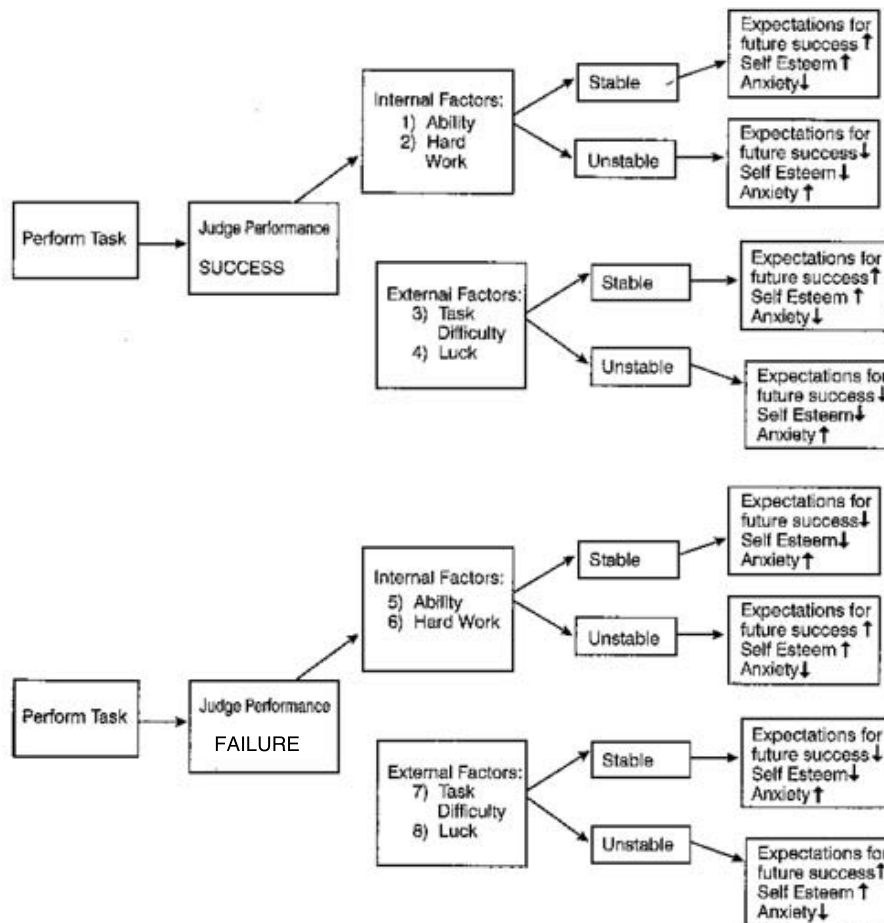 Perform Task
Judge Performance
SUCCESS
Internal Factors:
1) Ability
2) Hard
Work
Stable
Expectations for
future success ↑
Self Esteem ↑
Anxiety ↓
Unstable
Expectations for
future success ↓
Self Esteem ↓
Anxiety ↑
External Factors:
3) Task
Difficulty
4) Luck
Stable
Expectations for
future success ↑
Self Esteem ↑
Anxiety ↓
Unstable
Expectations for
future success ↓
Self Esteem ↓
Anxiety ↑
Perform Task
Judge Performance
FAILURE
Internal Factors:
5) Ability
6) Hard Work
Stable
Expectations for
future success ↓
Self Esteem ↓
Anxiety ↑
Unstable
Expectations for
future success ↑
Self Esteem ↑
Anxiety ↓
External Factors:
7) Task
Difficulty
8) Luck
Stable
Expectations for
future success ↓
Self Esteem ↓
Anxiety ↑
Unstable
Expectations for
future success ↑
Self Esteem ↑
Anxiety ↓